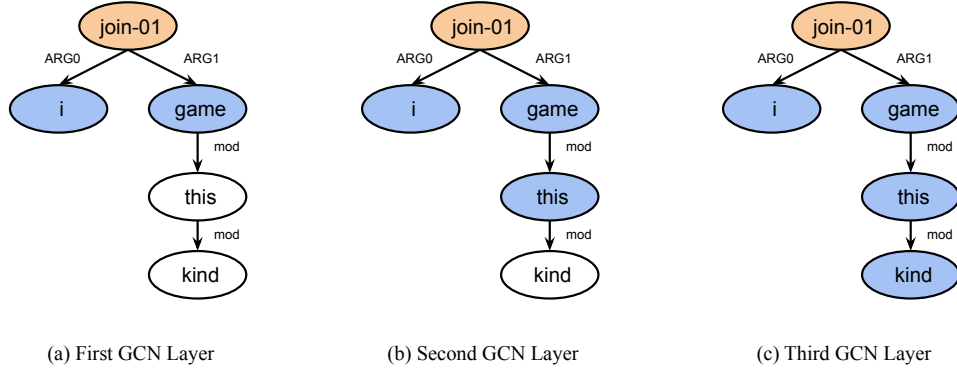 join-01
ARG0 ARG1
i game
mod
this
mod
kind
(a) First GCN Layer
join-01
ARG0 ARG1
i game
mod
this
mod
kind
(b) Second GCN Layer
join-01
ARG0 ARG1
i game
mod
this
mod
kind
(c) Third GCN Layer